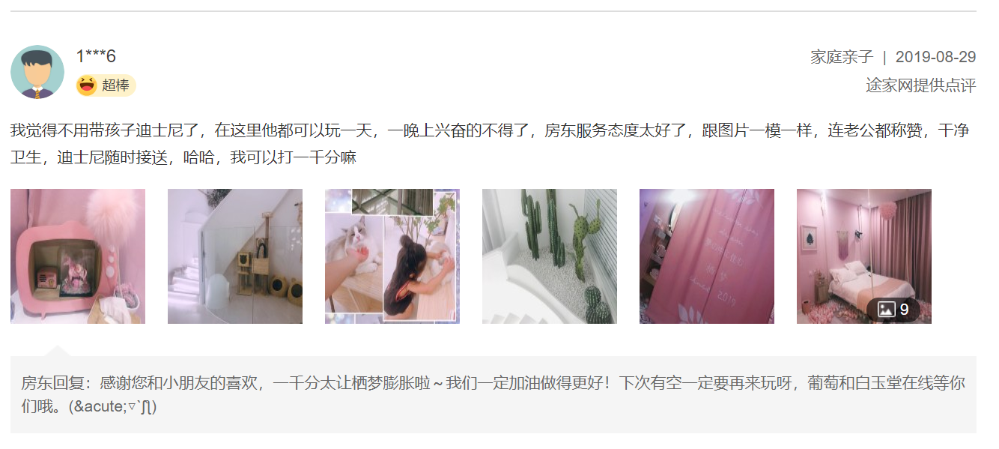 1***6
家庭亲子 | 2019-08-29
超棒
途家网提供点评
我觉得不用带孩子迪士尼了，在这里他都可以玩一天，一晚上兴奋的不得了，房东服务态度太好了，跟图片一模一样，连老公都称赞，干净
卫生，迪士尼随时接送，哈哈，我可以打一千分嘛
2019
9
房东回复：感谢您和小朋友的喜欢，一千分太让栖梦膨胀啦～我们一定加油做得更好！下次有空一定要再来玩呀，葡萄和白玉堂在线等你
们哦。(&acute;▿`ʃƪ)